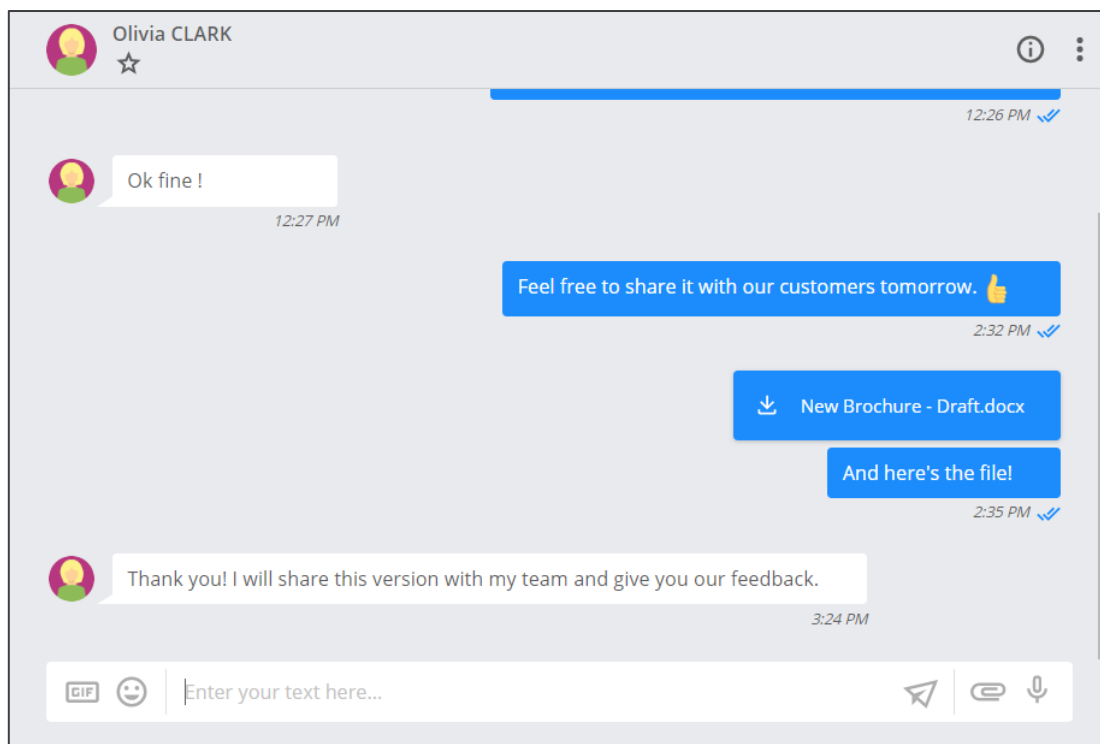 Olivia CLARK
12:26 PM
Ok fine !
12:27 PM
Feel free to share it with our customers tomorrow.
2:32 PM
New Brochure - Draft.docx
And here's the file!
2:35 PM
Thank you! I will share this version with my team and give you our feedback.
3:24 PM
GIF
Enter your text here...